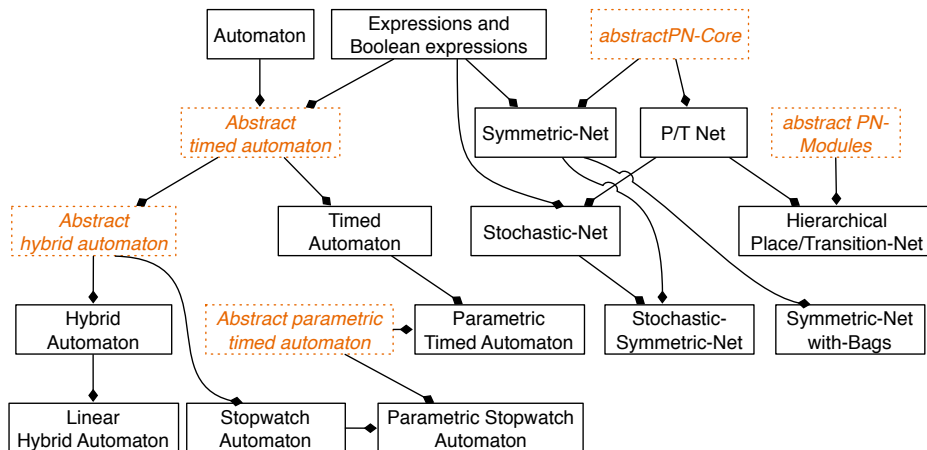 Automaton
Expressions and
Boolean expressions
abstractPN-Core
Abstract
timed automaton
Symmetric-Net
P/T Net
abstract PN-
Modules
Abstract
hybrid automaton
Timed
Automaton
Stochastic-Net
Hierarchical
Place/Transition-Net
Hybrid
Automaton
Abstract parametric
timed automaton
Parametric
Timed Automaton
Stochastic-
Symmetric-Net
Symmetric-Net
with-Bags
Linear
Hybrid Automaton
Stopwatch
Automaton
Parametric Stopwatch
Automaton